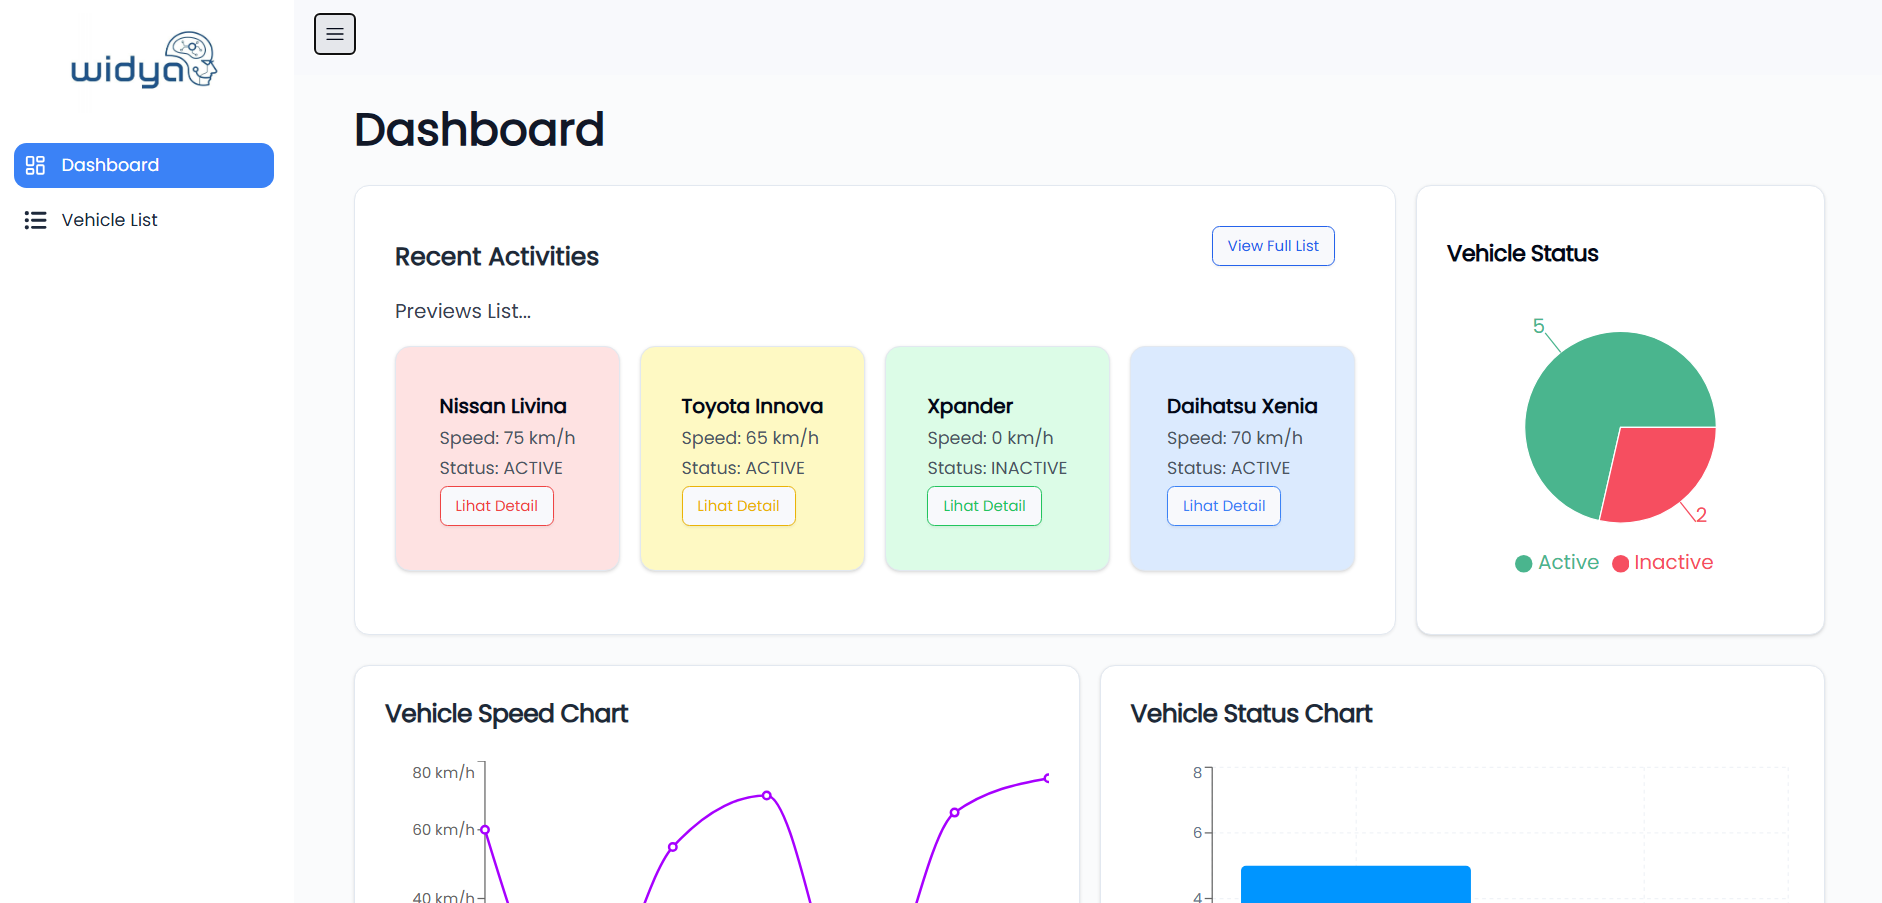 widya
Dashboard
Vehicle List
Dashboard
Recent Activities
View Full List
Previews List...
Nissan Livina
Speed: 75 km/h
Status: ACTIVE
Lihat Detail
Toyota Innova
Speed: 65 km/h
Status: ACTIVE
Lihat Detail
Xpander
Speed: 0 km/h
Status: INACTIVE
Lihat Detail
Daihatsu Xenia
Speed: 70 km/h
Status: ACTIVE
Lihat Detail
Vehicle Status
5
2
Active
Inactive
Vehicle Speed Chart
80 km/h
60 km/h
40 km/h
Vehicle Status Chart
8
6
4